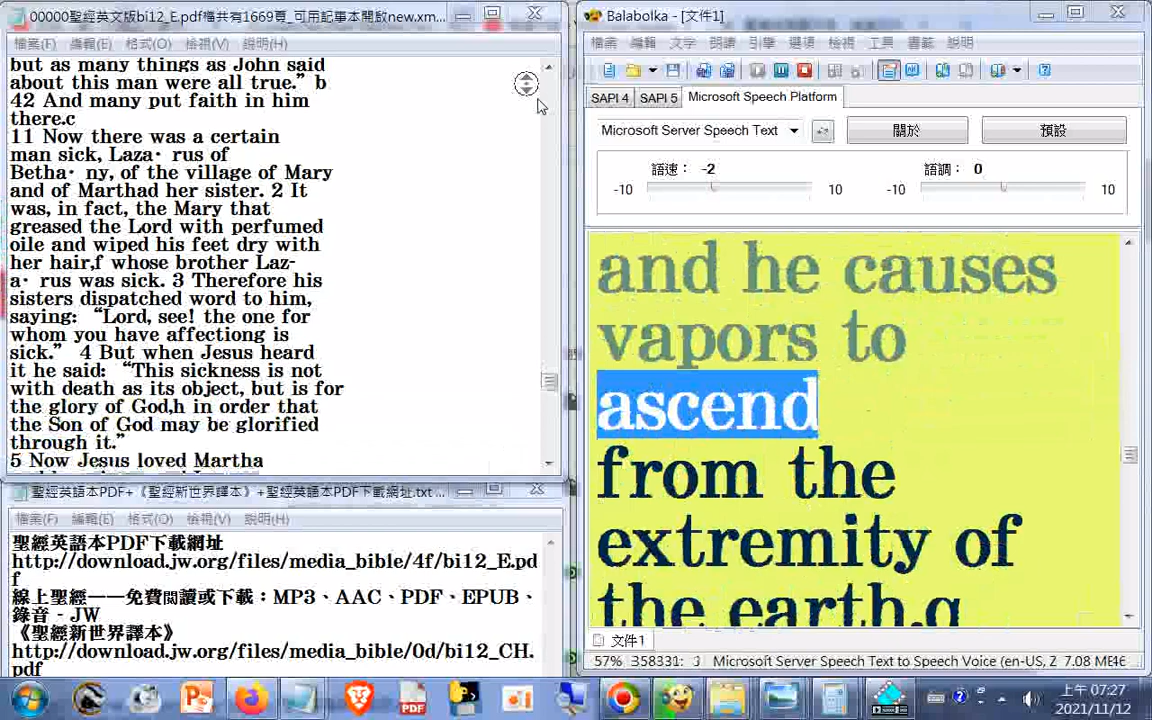 00000聖經英文版bi12_E.pdf檔共有1669頁_可用記事本開啟new.xm...
檔案(F) 編輯(E) 格式(O) 檢視(V) 說明(H)
but as many things as John said
about this man were all true.” b
42 And many put faith in him
there.c
11 Now there was a certain
man sick, Laza· rus of
Betha· ny, of the village of Mary
and of Marthad her sister. 2 It
was, in fact, the Mary that
greased the Lord with perfumed
oile and wiped his feet dry with
her hair,f whose brother Laz-
a· rus was sick. 3 Therefore his
sisters dispatched word to him,
saying: “Lord, see! the one for
whom you have affectiong is
sick.” 4 But when Jesus heard
it he said: “This sickness is not
with death as its object, but is for
the glory of God,h in order that
the Son of God may be glorified
through it.”
5 Now Jesus loved Martha
聖經英語本PDF+《聖經新世界譯本》+聖經英語本PDF下載網址.txt ...
檔案(F) 編輯(E) 格式(O) 檢視(V) 說明(H)
聖經英語本PDF下載網址
http://download.jw.org/files/media_bible/4f/bi12_E.pd
f
線上聖經——免費閱讀或下載：MP3、AAC、PDF、EPUB、
錄音 - JW
《聖經新世界譯本》
http://download.jw.org/files/media_bible/0d/bi12_CH.
pdf
Balabolka - [文件1]
檔案 編輯 文字 朗讀 引擎 選項 檢視 工具 書籤 說明
SAPI 4 SAPI 5 Microsoft Speech Platform
Microsoft Server Speech Text 關於 預設
語速： -2 語調： 0
-10 10 -10 10
and he causes
vapors to
ascend
from the
extremity of
the earth.q
文件1
57% 358331: Microsoft Server Speech Text to Speech Voice (en-US, Z 7.08 ME46
上午 07:27
2021/11/12